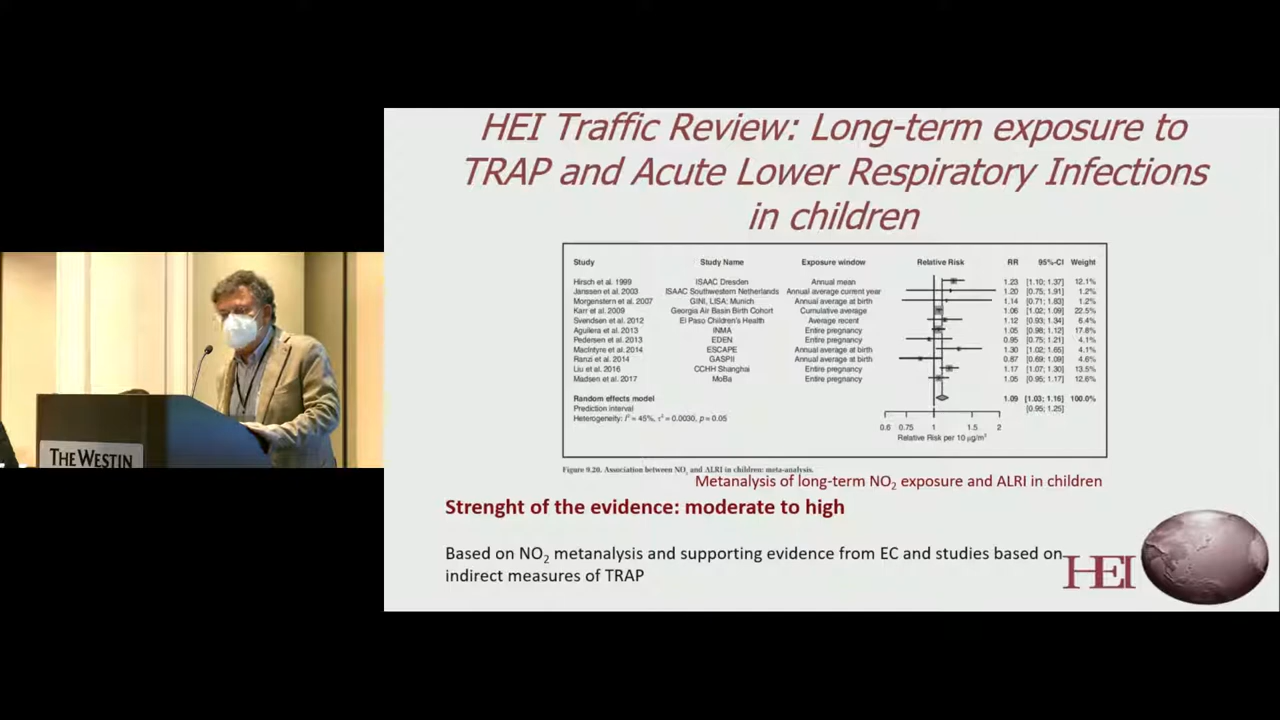 HEI Traffic Review: Long-term exposure to
TRAP and Acute Lower Respiratory Infections
in children
Study Study Name Exposure window Relative Risk RR 95%-CI Weight
Hirsch et al. 1999 ISAAC Dresden Annual mean 1.23 [1.10; 1.37] 12.1%
Janssen et al. 2003 ISAAC Southwestern Netherlands Annual average current year 1.20 [0.75; 1.91] 1.2%
Morgenstern et al. 2007 GINI, LISA: Munich Annual average at birth 1.14 [0.71; 1.83] 1.2%
Karr et al. 2009 Georgia Air Basin Birth Cohort Cumulative average 1.06 [1.02; 1.09] 22.5%
Svendsen et al. 2012 El Paso Children's Health Average recent 1.12 [0.93; 1.34] 6.4%
Aguilera et al. 2013 INMA Entire pregnancy 1.05 [0.98; 1.12] 17.8%
Pedersen et al. 2013 EDEN Entire pregnancy 0.95 [0.75; 1.21] 4.1%
MacIntyre et al. 2014 ESCAPE Annual average at birth 1.30 [1.02; 1.65] 4.1%
Ranzi et al. 2014 GASPII Annual average at birth 0.87 [0.69; 1.09] 4.6%
Liu et al. 2016 CCHH Shanghai Entire pregnancy 1.17 [1.07; 1.30] 13.5%
Madsen et al. 2017 MoBa Entire pregnancy 1.05 [0.95; 1.17] 12.6%
Random effects model 1.09 [1.03; 1.16] 100.0%
Prediction interval [0.95; 1.25]
Heterogeneity: I² = 45%, τ² = 0.0030, p = 0.05
0.6 0.75 1 1.5 2
Relative Risk per 10 µg/m³
Figure 9.20. Association between NO₂ and ALRI in children: meta-analysis.
Metanalysis of long-term NO₂ exposure and ALRI in children
Strenght of the evidence: moderate to high
Based on NO₂ metanalysis and supporting evidence from EC and studies based on
indirect measures of TRAP
HEI
THE WESTIN